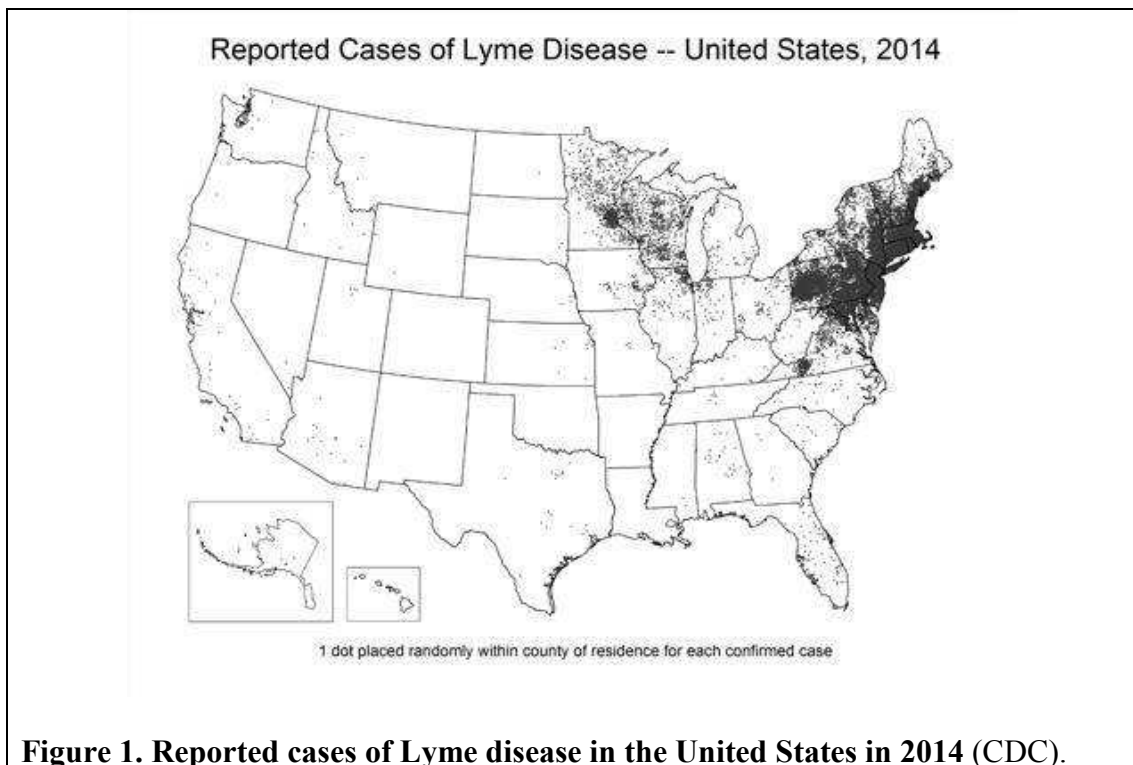 Reported Cases of Lyme Disease -- United States, 2014
1 dot placed randomly within county of residence for each confirmed case
Figure 1. Reported cases of Lyme disease in the United States in 2014 (CDC).